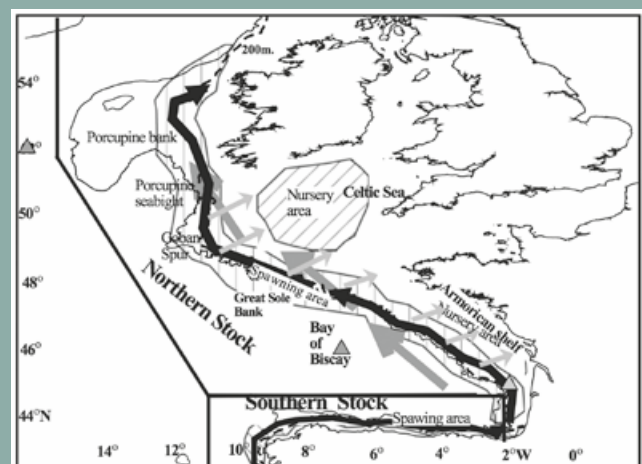 200m.
54°
Porcupine bank
52°
Porcupine
seabight
Nursery
area
Celtic Sea
50°
Goban
Spur
48°
Spawning area
Great Sole
Bank
Northern Stock
Armorican shelf
Nursery area
Bay
of
Biscay
46°
Southern Stock
Spawing area
44°N
14°
12°
10°
8°
6°
4°
2°W
0°